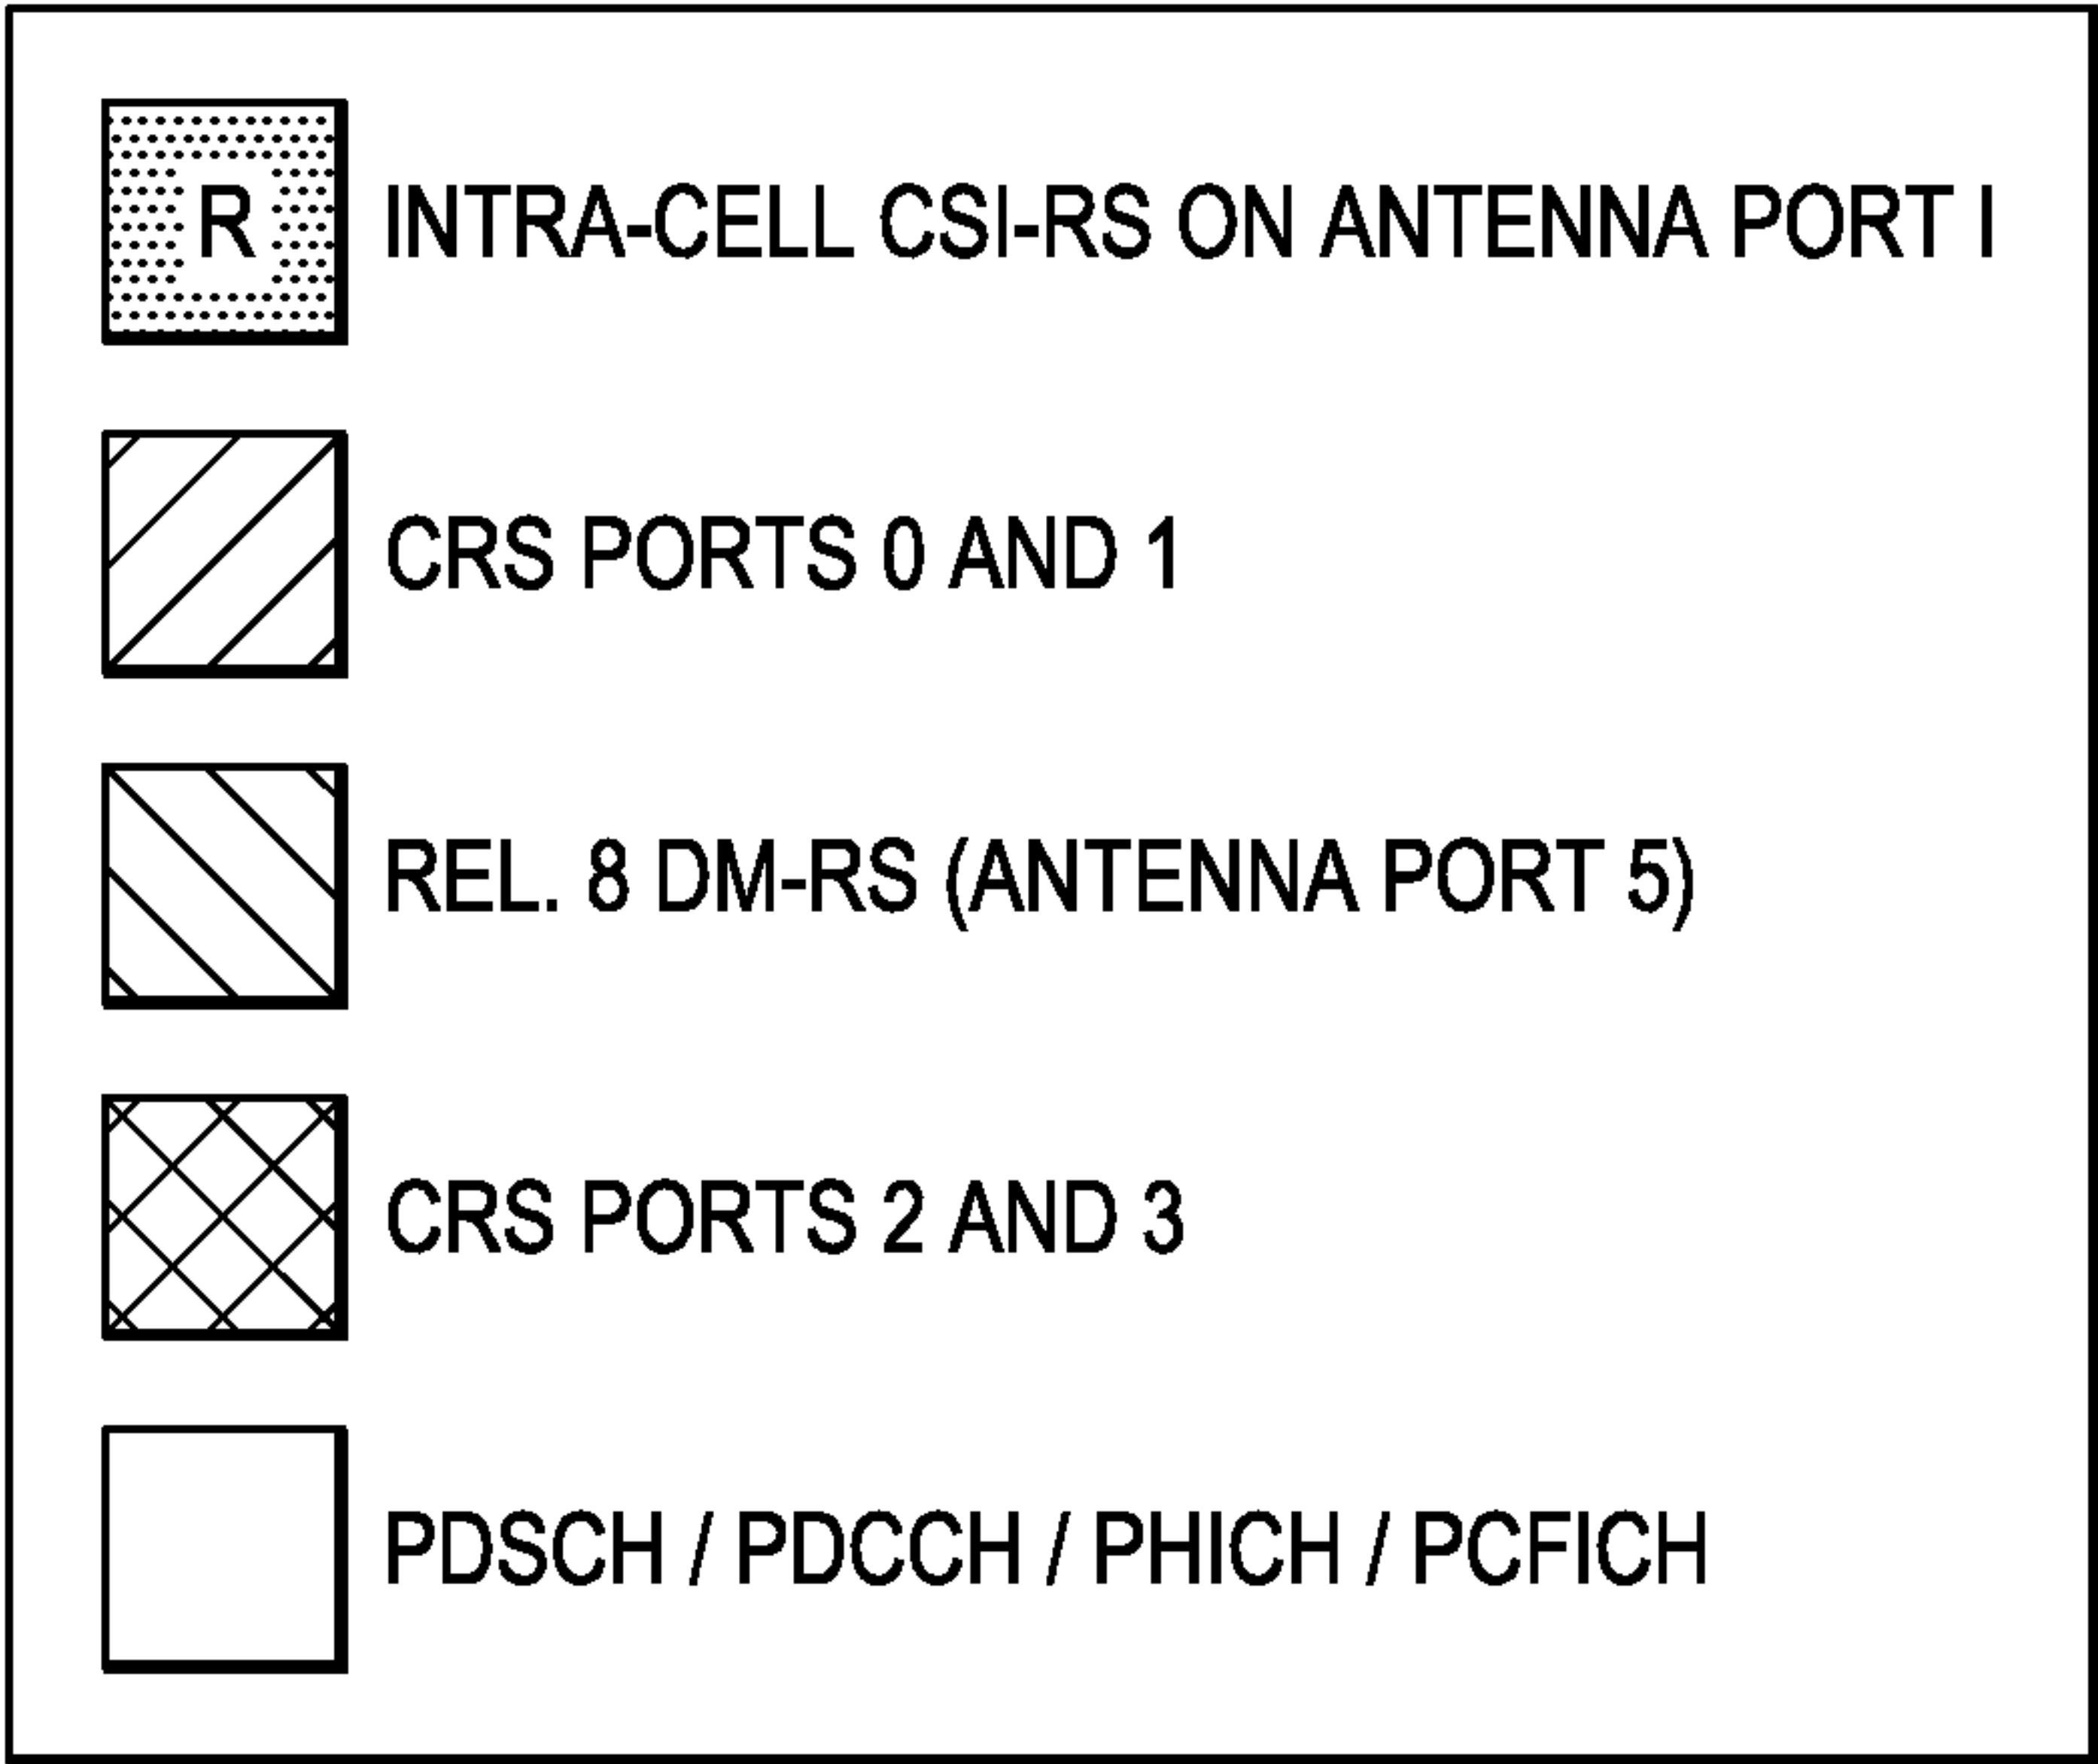 R INTRA-CELL CSI-RS ON ANTENNA PORT I
CRS PORTS 0 AND 1
REL. 8 DM-RS (ANTENNA PORT 5)
CRS PORTS 2 AND 3
PDSCH / PDCCH / PHICH / PCFICH